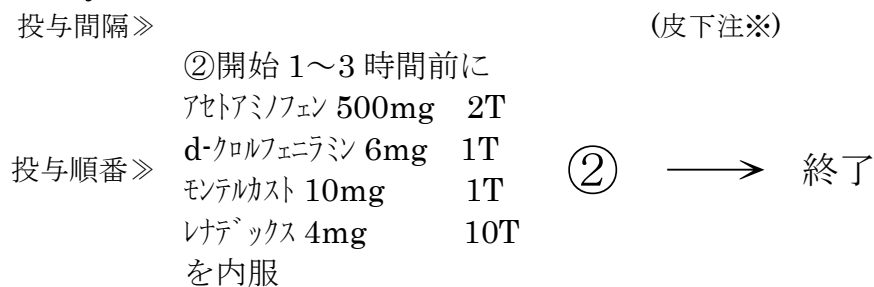 投与間隔≫ (皮下注※)
②開始 1～3 時間前に
ｱｾﾄｱﾐﾉﾌｪﾝ 500mg 2T
d-ｸﾛﾙﾌｪﾆﾗﾐﾝ 6mg 1T
投与順番≫ ② ⟶ 終了
ﾓﾝﾃﾙｶｽﾄ 10mg 1T
ﾚﾅﾃﾞｯｸｽ 4mg 10T
を内服